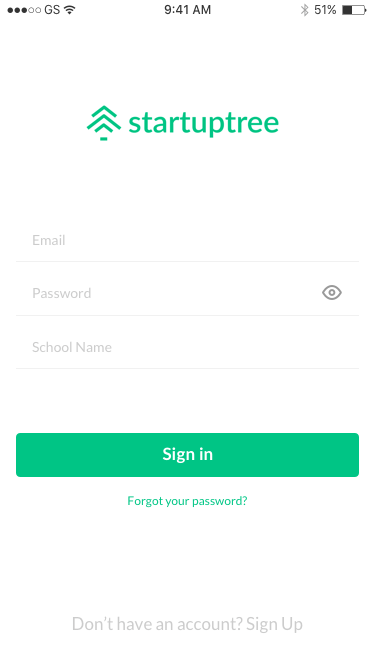 GS 9:41 AM 51%
startuptree
Email
Password
School Name
Sign in
Forgot your password?
Don't have an account? Sign Up